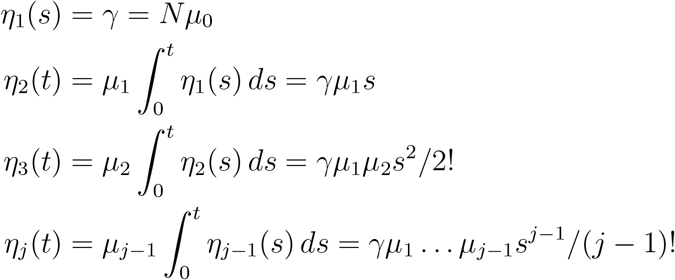 η₁(s) = γ = Nμ₀
η₂(t) = μ₁ ∫₀ᵗ η₁(s) ds = γμ₁s
η₃(t) = μ₂ ∫₀ᵗ η₂(s) ds = γμ₁μ₂s²/2!
ηⱼ(t) = μⱼ₋₁ ∫₀ᵗ ηⱼ₋₁(s) ds = γμ₁ … μⱼ₋₁sʲ⁻¹/(j − 1)!